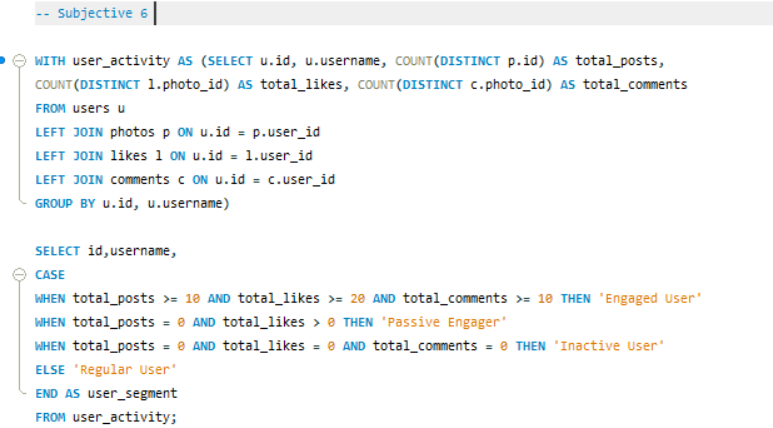 -- Subjective 6
WITH user_activity AS (SELECT u.id, u.username, COUNT(DISTINCT p.id) AS total_posts,
COUNT(DISTINCT l.photo_id) AS total_likes, COUNT(DISTINCT c.photo_id) AS total_comments
FROM users u
LEFT JOIN photos p ON u.id = p.user_id
LEFT JOIN likes l ON u.id = l.user_id
LEFT JOIN comments c ON u.id = c.user_id
GROUP BY u.id, u.username)
SELECT id,username,
CASE
WHEN total_posts >= 10 AND total_likes >= 20 AND total_comments >= 10 THEN 'Engaged User'
WHEN total_posts = 0 AND total_likes > 0 THEN 'Passive Engager'
WHEN total_posts = 0 AND total_likes = 0 AND total_comments = 0 THEN 'Inactive User'
ELSE 'Regular User'
END AS user_segment
FROM user_activity;